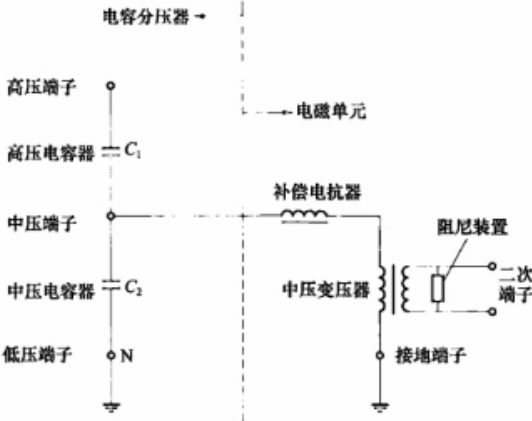 电容分压器
高压端子
电磁单元
高压电容器 C₁
补偿电抗器
中压端子
阻尼装置
二次
端子
中压电容器 C₂
中压变压器
低压端子 N
接地端子